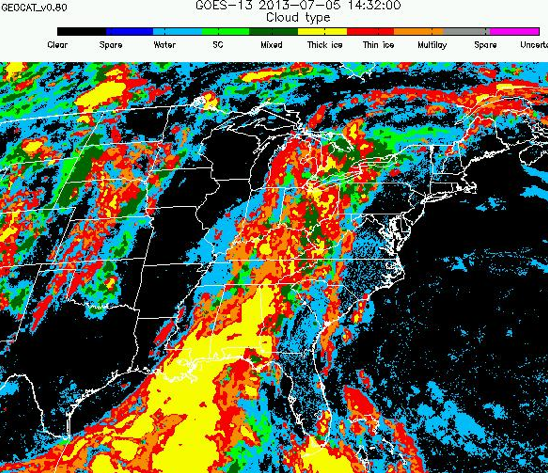 GEOCAT_v0.80
GOES-13 2013-07-05 14:32:00
Cloud type
Clear Spare Water SC Mixed Thick ice Thin ice Multilay Spare Uncerta